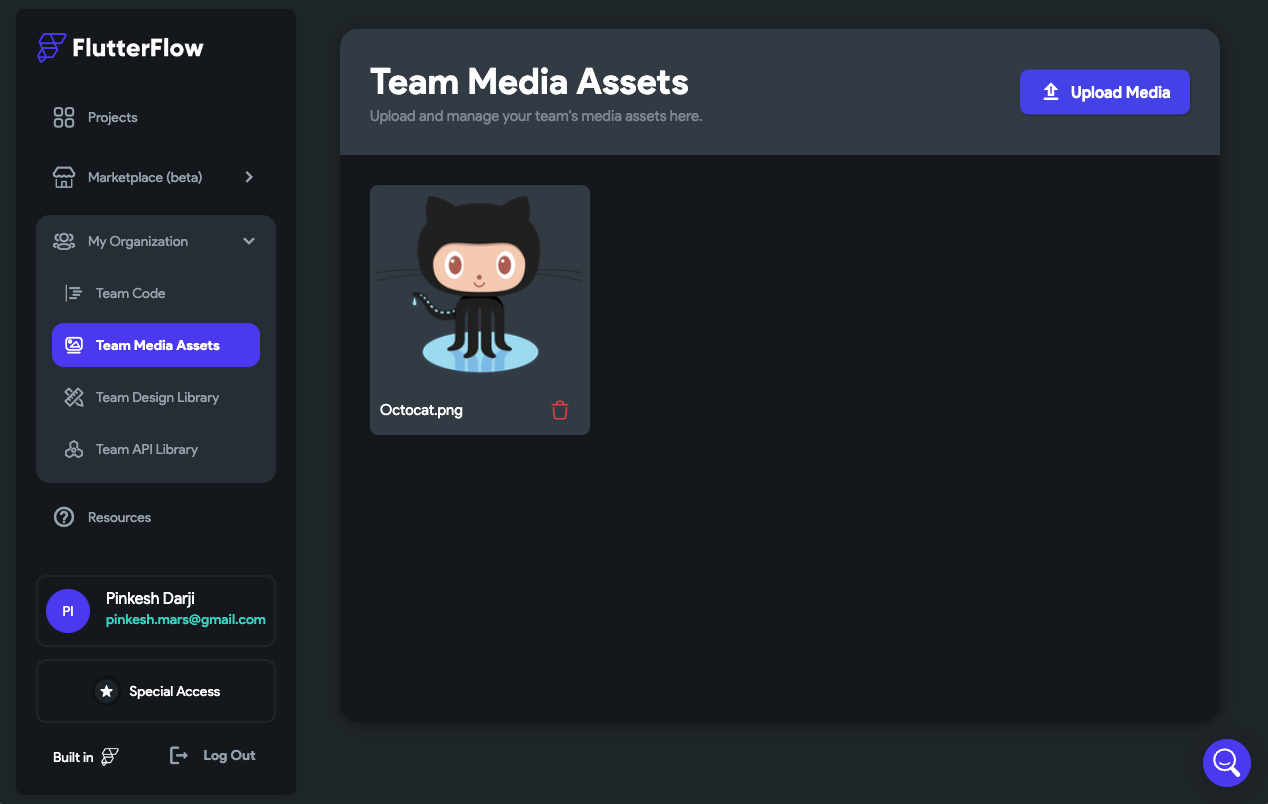 FlutterFlow
Projects
Marketplace (beta)
My Organization
Team Code
Team Media Assets
Team Design Library
Team API Library
Resources
PI
Pinkesh Darji
pinkesh.mars@gmail.com
Special Access
Built in
Log Out
Team Media Assets
Upload and manage your team's media assets here.
Upload Media
Octocat.png